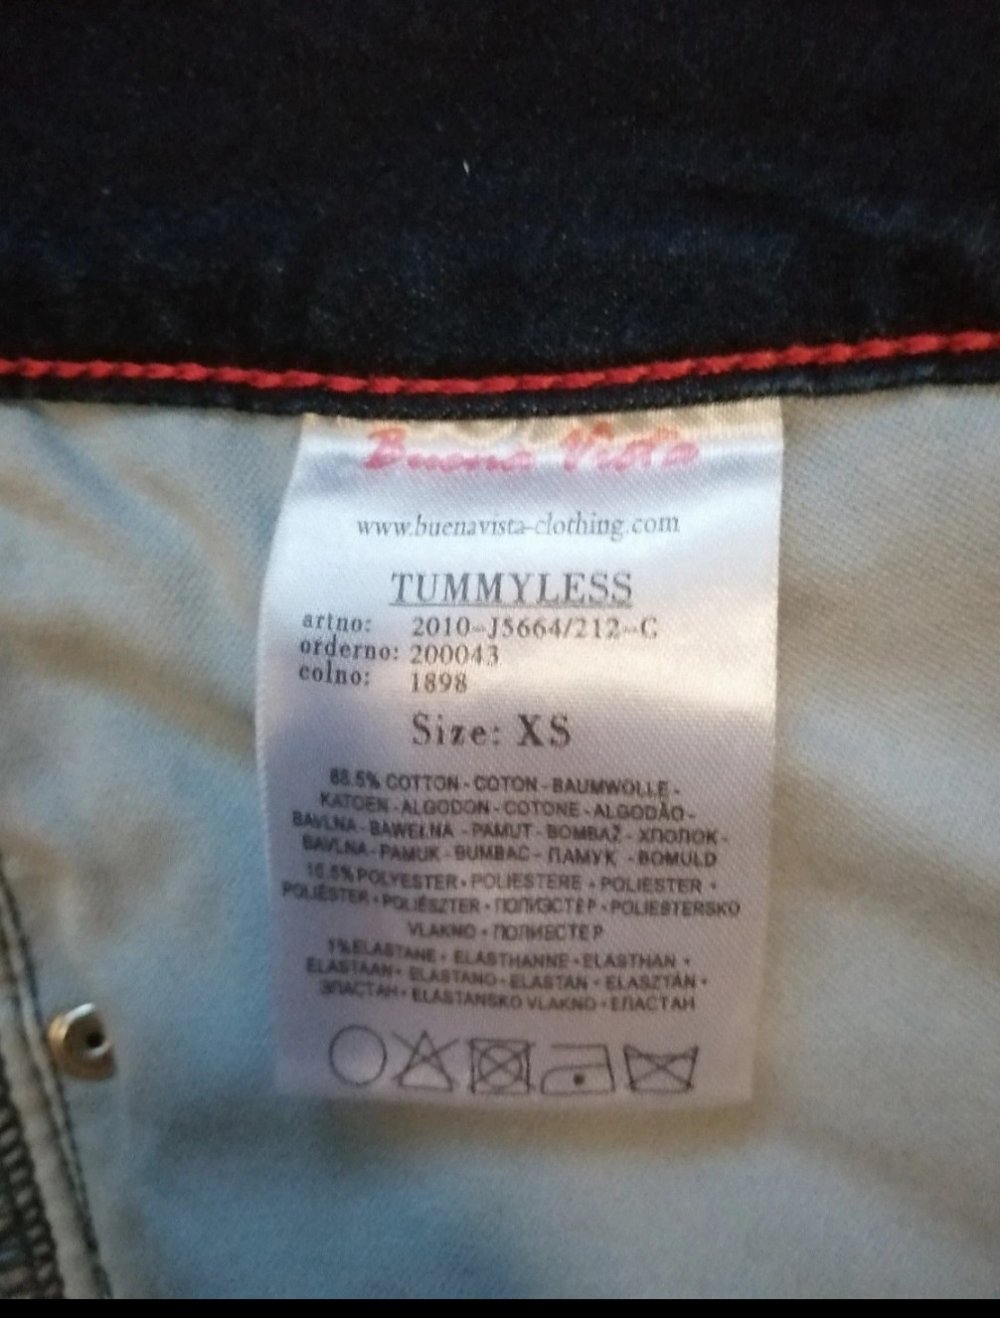 Buena Vista
www.buenavista-clothing.com
TUMMYLESS
artno: 2010-J5664/212-C
orderno: 200043
colno: 1898
Size: XS
88.5% COTTON - COTON - BAUMWOLLE -
KATOEN - ALGODON - COTONE - ALGODÃO -
BAVLNA - BAWEŁNA - PAMUT - BOMBAŽ - ХЛОПОК -
BAVLNA - PAMUK - BUMBAC - ПАМУК - BOMULD
10.5% POLYESTER • POLIESTERE • POLIESTER •
POLIÉSTER • POLIÉSZTER • ПОЛИЭСТЕР • POLIESTERSKO
VLAKNO • ПОЛИЕСТЕР
1% ELASTANE • ELASTHANNE • ELASTHAN •
ELASTAAN • ELASTANO • ELASTAN • ELASZTÁN •
ЭЛАСТАН • ELASTANSKO VLAKNO • ЕЛАСТАН